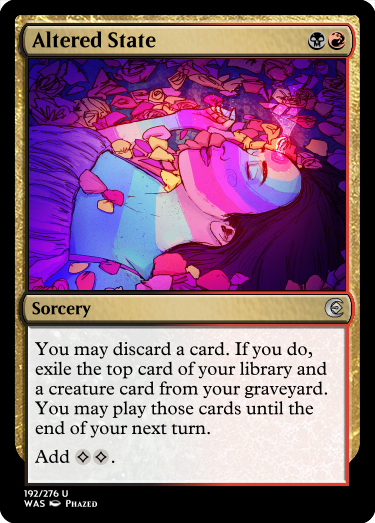 Altered State
Sorcery
You may discard a card. If you do,
exile the top card of your library and
a creature card from your graveyard.
You may play those cards until the
end of your next turn.
Add
.
192/276 U
WAS Phazed